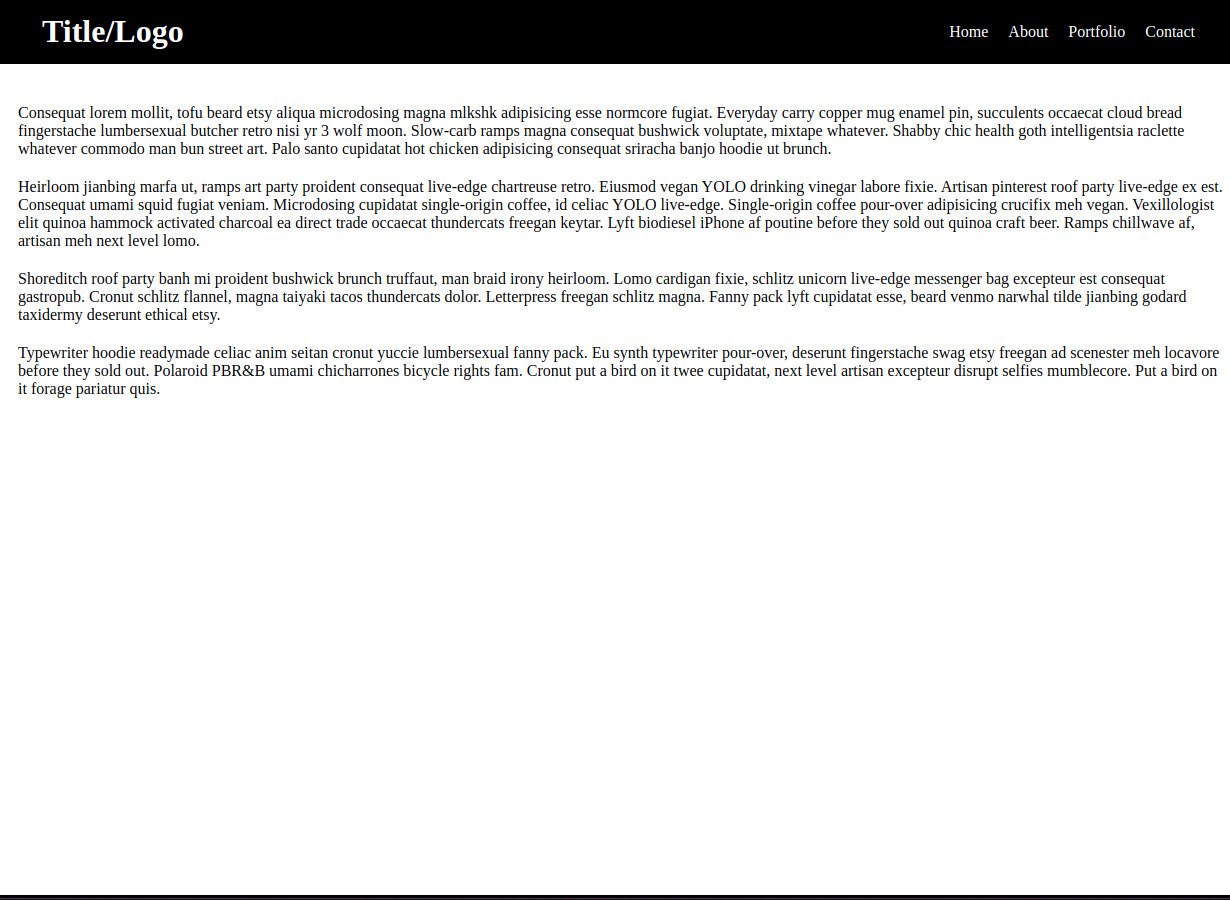 Title/Logo
Home About Portfolio Contact
Consequat lorem mollit, tofu beard etsy aliqua microdosing magna mlkshk adipisicing esse normcore fugiat. Everyday carry copper mug enamel pin, succulents occaecat cloud bread
fingerstache lumbersexual butcher retro nisi yr 3 wolf moon. Slow-carb ramps magna consequat bushwick voluptate, mixtape whatever. Shabby chic health goth intelligentsia raclette
whatever commodo man bun street art. Palo santo cupidatat hot chicken adipisicing consequat sriracha banjo hoodie ut brunch.
Heirloom jianbing marfa ut, ramps art party proident consequat live-edge chartreuse retro. Eiusmod vegan YOLO drinking vinegar labore fixie. Artisan pinterest roof party live-edge ex est.
Consequat umami squid fugiat veniam. Microdosing cupidatat single-origin coffee, id celiac YOLO live-edge. Single-origin coffee pour-over adipisicing crucifix meh vegan. Vexillologist
elit quinoa hammock activated charcoal ea direct trade occaecat thundercats freegan keytar. Lyft biodiesel iPhone af poutine before they sold out quinoa craft beer. Ramps chillwave af,
artisan meh next level lomo.
Shoreditch roof party banh mi proident bushwick brunch truffaut, man braid irony heirloom. Lomo cardigan fixie, schlitz unicorn live-edge messenger bag excepteur est consequat
gastropub. Cronut schlitz flannel, magna taiyaki tacos thundercats dolor. Letterpress freegan schlitz magna. Fanny pack lyft cupidatat esse, beard venmo narwhal tilde jianbing godard
taxidermy deserunt ethical etsy.
Typewriter hoodie readymade celiac anim seitan cronut yuccie lumbersexual fanny pack. Eu synth typewriter pour-over, deserunt fingerstache swag etsy freegan ad scenester meh locavore
before they sold out. Polaroid PBR&B umami chicharrones bicycle rights fam. Cronut put a bird on it twee cupidatat, next level artisan excepteur disrupt selfies mumblecore. Put a bird on
it forage pariatur quis.